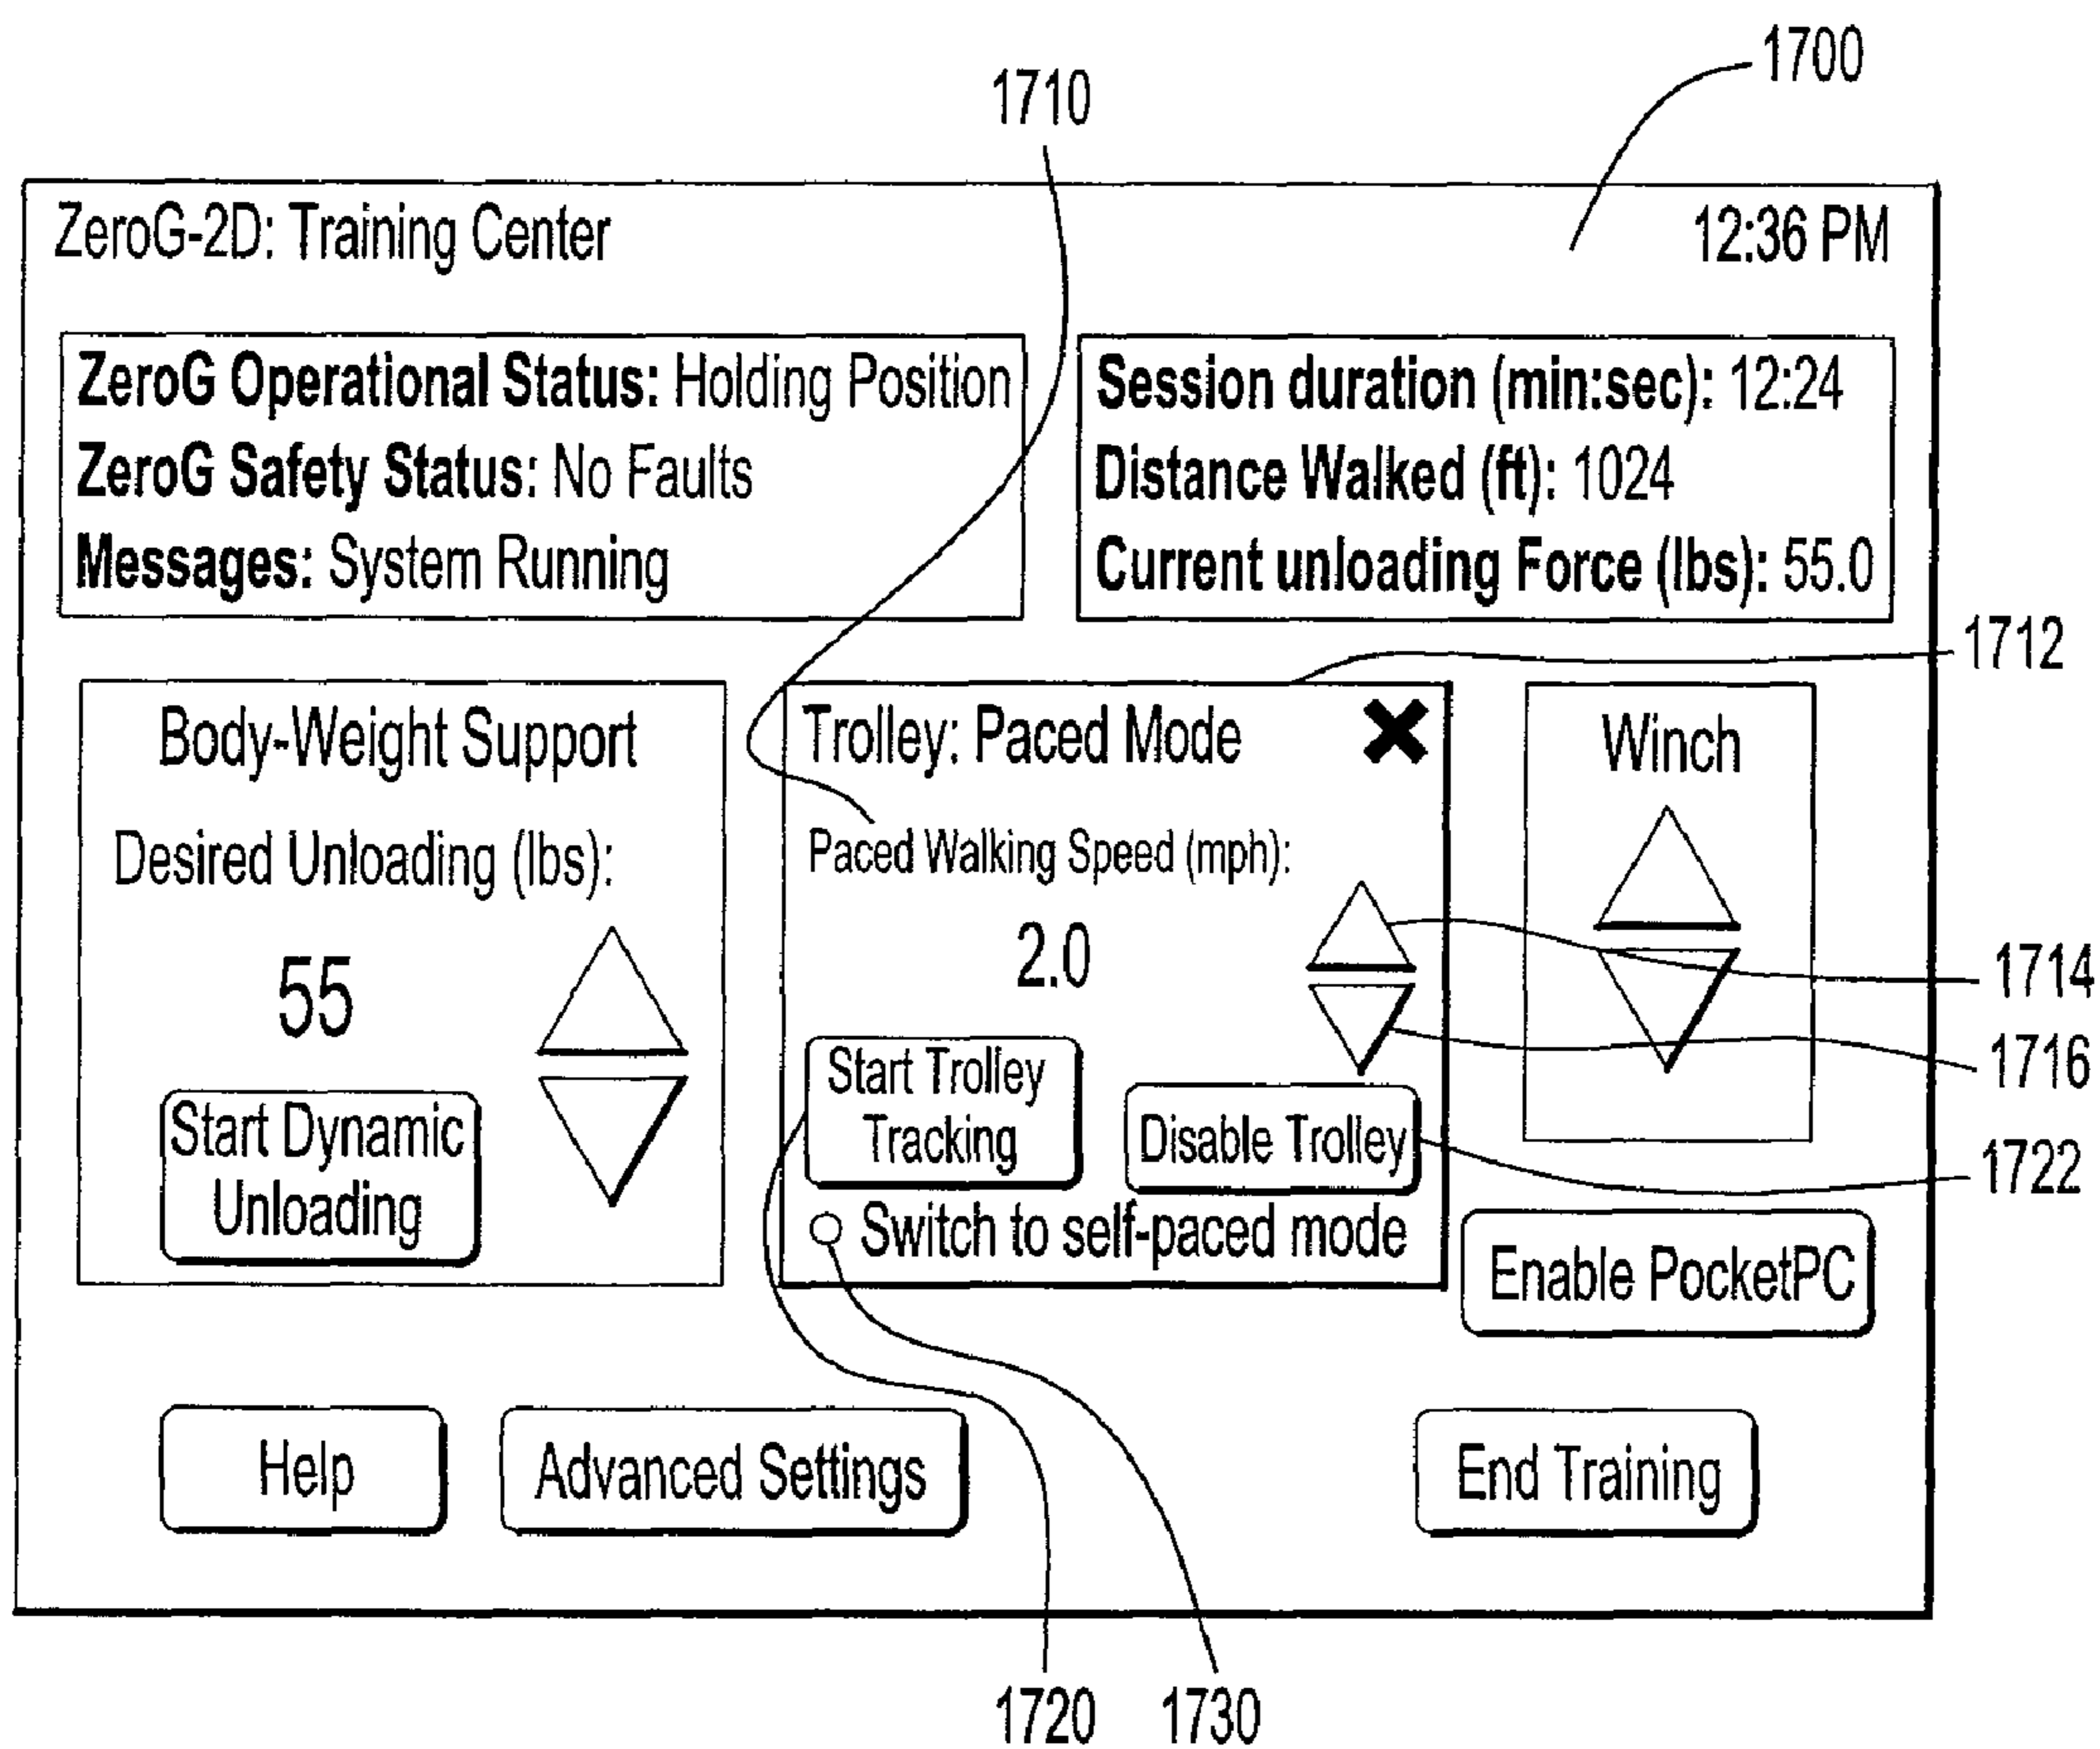 1700
1710
ZeroG-2D: Training Center
12:36 PM
ZeroG Operational Status: Holding Position
ZeroG Safety Status: No Faults
Messages: System Running
Session duration (min:sec): 12:24
Distance Walked (ft): 1024
Current unloading Force (lbs): 55.0
1712
Body-Weight Support
Desired Unloading (lbs):
55
Start Dynamic
Unloading
Trolley: Paced Mode
Paced Walking Speed (mph):
2.0
Start Trolley
Tracking
Disable Trolley
Switch to self-paced mode
Winch
1714
1716
1722
Enable PocketPC
Help
Advanced Settings
End Training
1720
1730